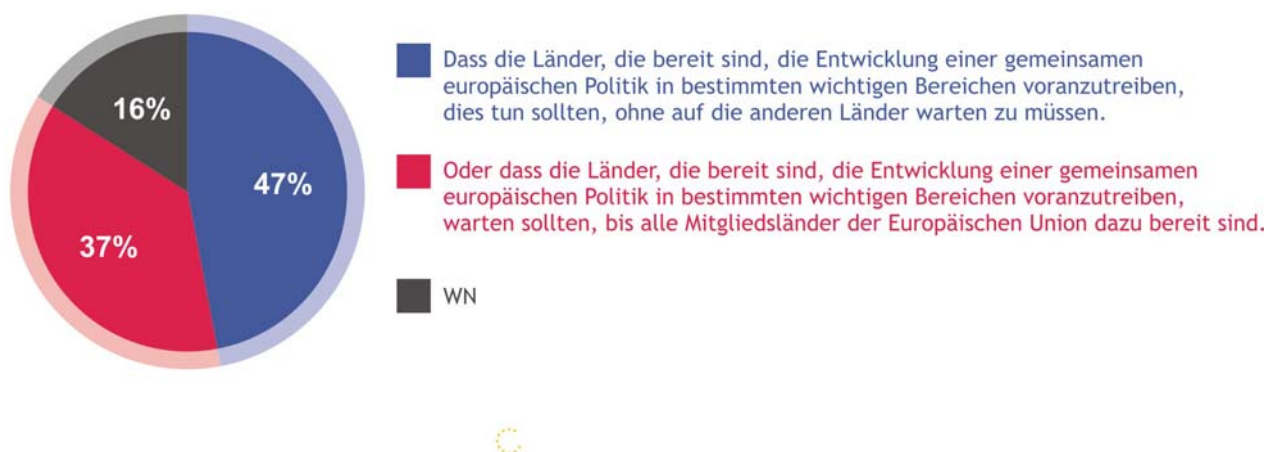 16%
47%
37%
Dass die Länder, die bereit sind, die Entwicklung einer gemeinsamen
europäischen Politik in bestimmten wichtigen Bereichen voranzutreiben,
dies tun sollten, ohne auf die anderen Länder warten zu müssen.
Oder dass die Länder, die bereit sind, die Entwicklung einer gemeinsamen
europäischen Politik in bestimmten wichtigen Bereichen voranzutreiben,
warten sollten, bis alle Mitgliedsländer der Europäischen Union dazu bereit sind.
WN